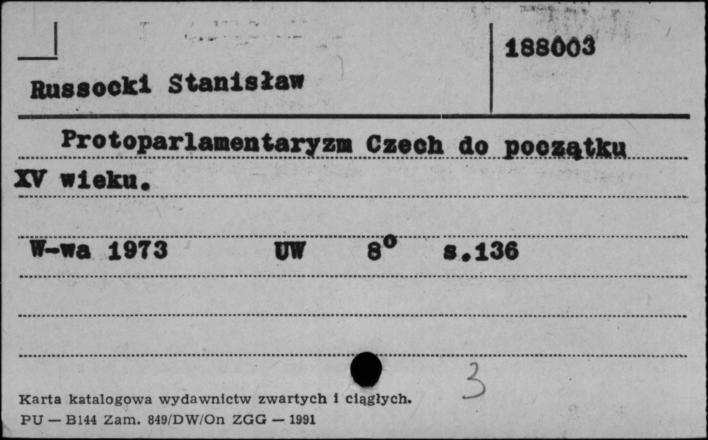 188003
Russocki Stanisław
Protoparlamentaryzm Czech do początku
XV wieku.
W-wa 1973 UW 8° s.136
3
Karta katalogowa wydawnictw zwartych i ciągłych.
PU — B144 Zam. 849/DW/On ZGG — 1991